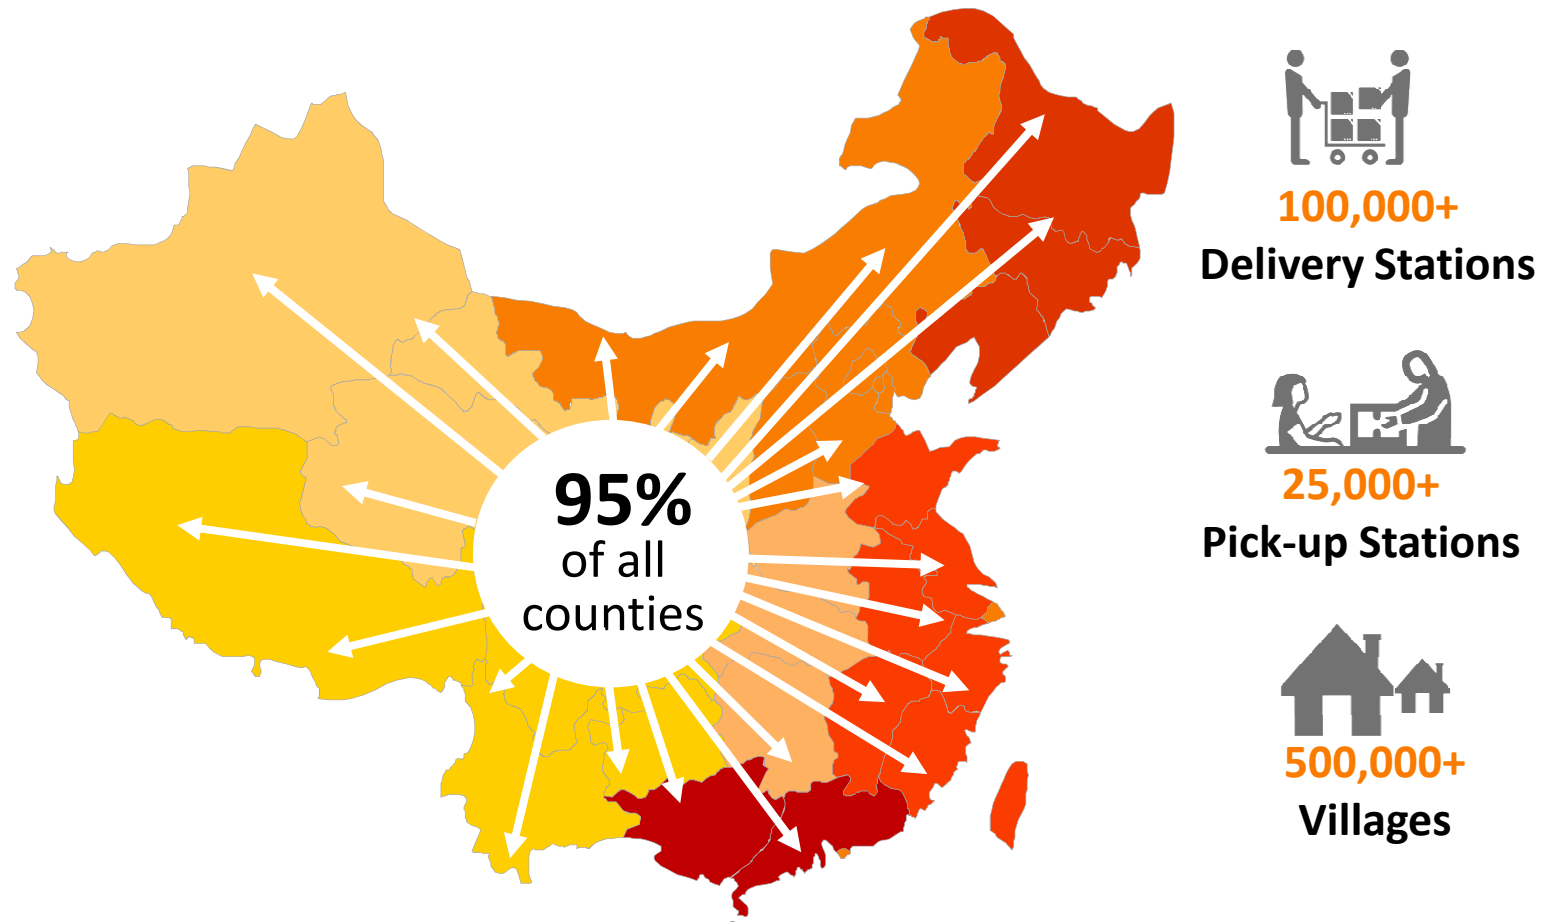 95%
of all
counties
100,000+
Delivery Stations
25,000+
Pick-up Stations
500,000+
Villages